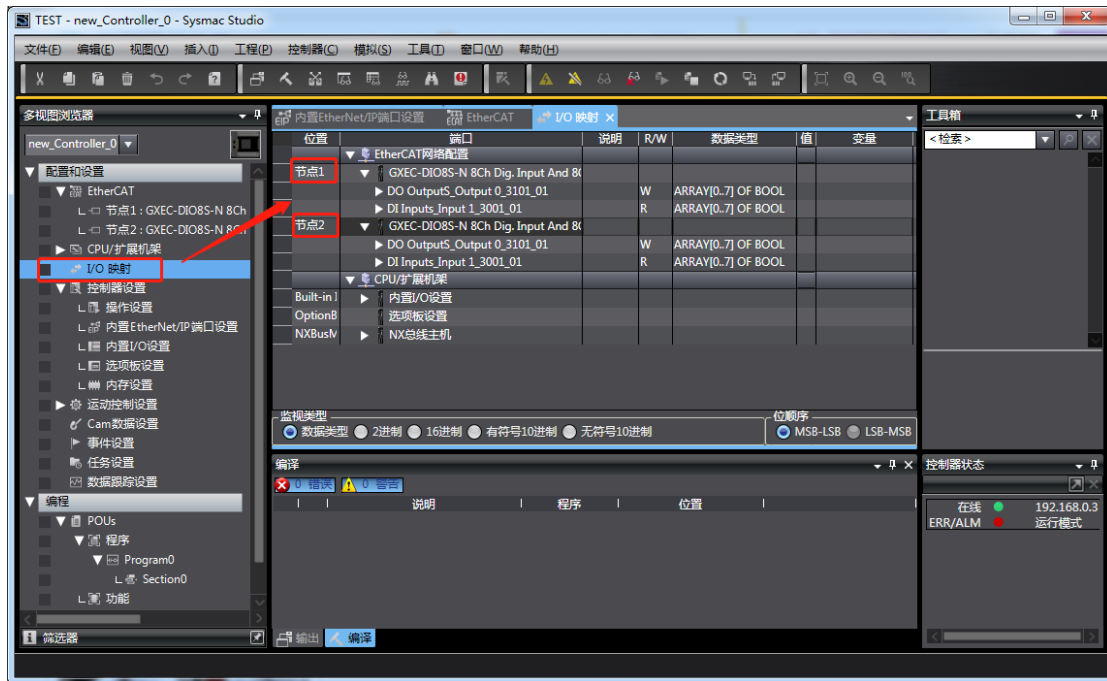 TEST - new_Controller_0 - Sysmac Studio
文件(F) 编辑(E) 视图(V) 插入(I) 工程(P) 控制器(C) 模拟(S) 工具(T) 窗口(W) 帮助(H)
多视图浏览器
new_Controller_0
配置和设置
EtherCAT
节点1 : GXEC-DIO8S-N 8Ch
节点2 : GXEC-DIO8S-N 8Ch
CPU/扩展机架
I/O 映射
控制器设置
操作设置
内置EtherNet/IP端口设置
内置I/O设置
选项板设置
内存设置
运动控制设置
Cam数据设置
事件设置
任务设置
数据跟踪设置
编程
POUs
程序
Program0
Section0
功能
筛选器
内置EtherNet/IP端口设置 EtherCAT I/O 映射
位置 端口 说明 R/W 数据类型 值 变量
EtherCAT网络配置
节点1 GXEC-DIO8S-N 8Ch Dig. Input And 8(
DO OutputS_Output 0_3101_01 W ARRAY[0..7] OF BOOL
DI Inputs_Input 1_3001_01 R ARRAY[0..7] OF BOOL
节点2 GXEC-DIO8S-N 8Ch Dig. Input And 8(
DO OutputS_Output 0_3101_01 W ARRAY[0..7] OF BOOL
DI Inputs_Input 1_3001_01 R ARRAY[0..7] OF BOOL
CPU/扩展机架
Built-in I 内置I/O设置
OptionB 选项板设置
NXBusM NX总线主机
监视类型
数据类型 2进制 16进制 有符号10进制 无符号10进制
位顺序
MSB-LSB LSB-MSB
编译
0 错误 0 警告
说明 程序 位置
输出 编译
工具箱
<检索>
控制器状态
在线 192.168.0.3
ERR/ALM 运行模式